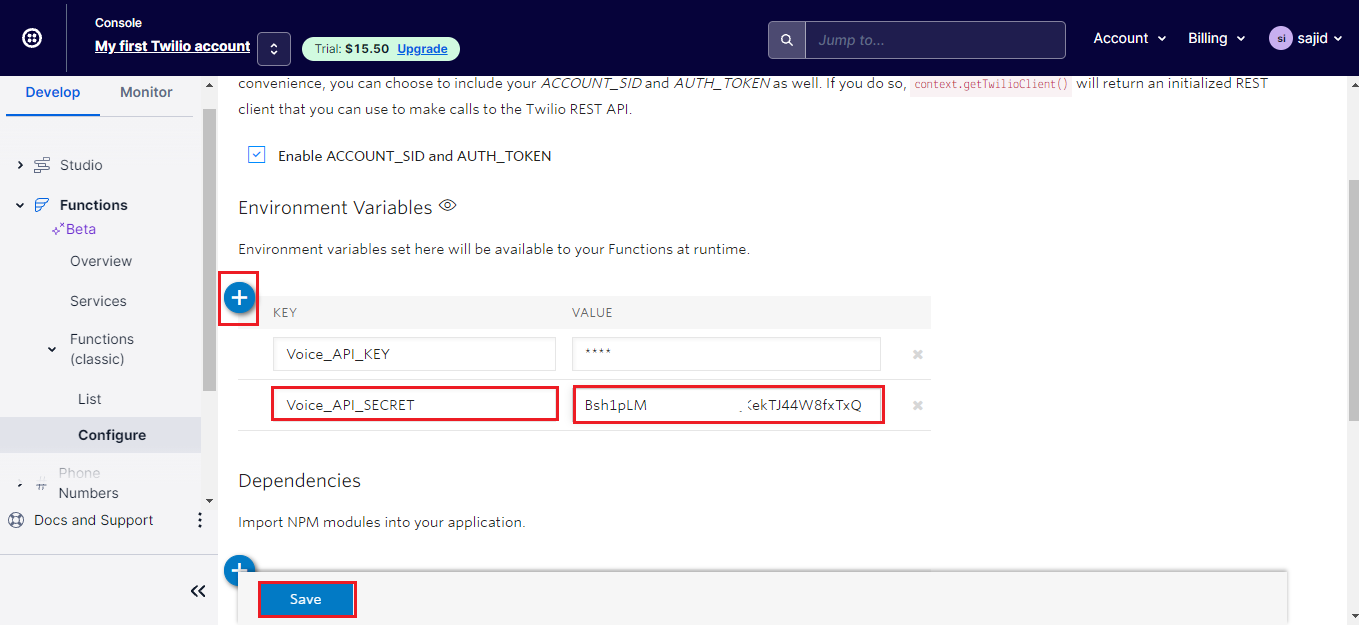 Console
My first Twilio account
Trial: $15.50 Upgrade
Jump to...
Account
Billing
si sajid
Develop Monitor
Studio
Functions
Beta
Overview
Services
Functions
(classic)
List
Configure
Phone
Numbers
Docs and Support
convenience, you can choose to include your ACCOUNT_SID and AUTH_TOKEN as well. If you do so, context.getTwilioClient() will return an initialized REST
client that you can use to make calls to the Twilio REST API.
Enable ACCOUNT_SID and AUTH_TOKEN
Environment Variables
Environment variables set here will be available to your Functions at runtime.
KEY VALUE
Voice_API_KEY ****
Voice_API_SECRET Bsh1pLM KekTJ44W8fxTxQ
Dependencies
Import NPM modules into your application.
Save